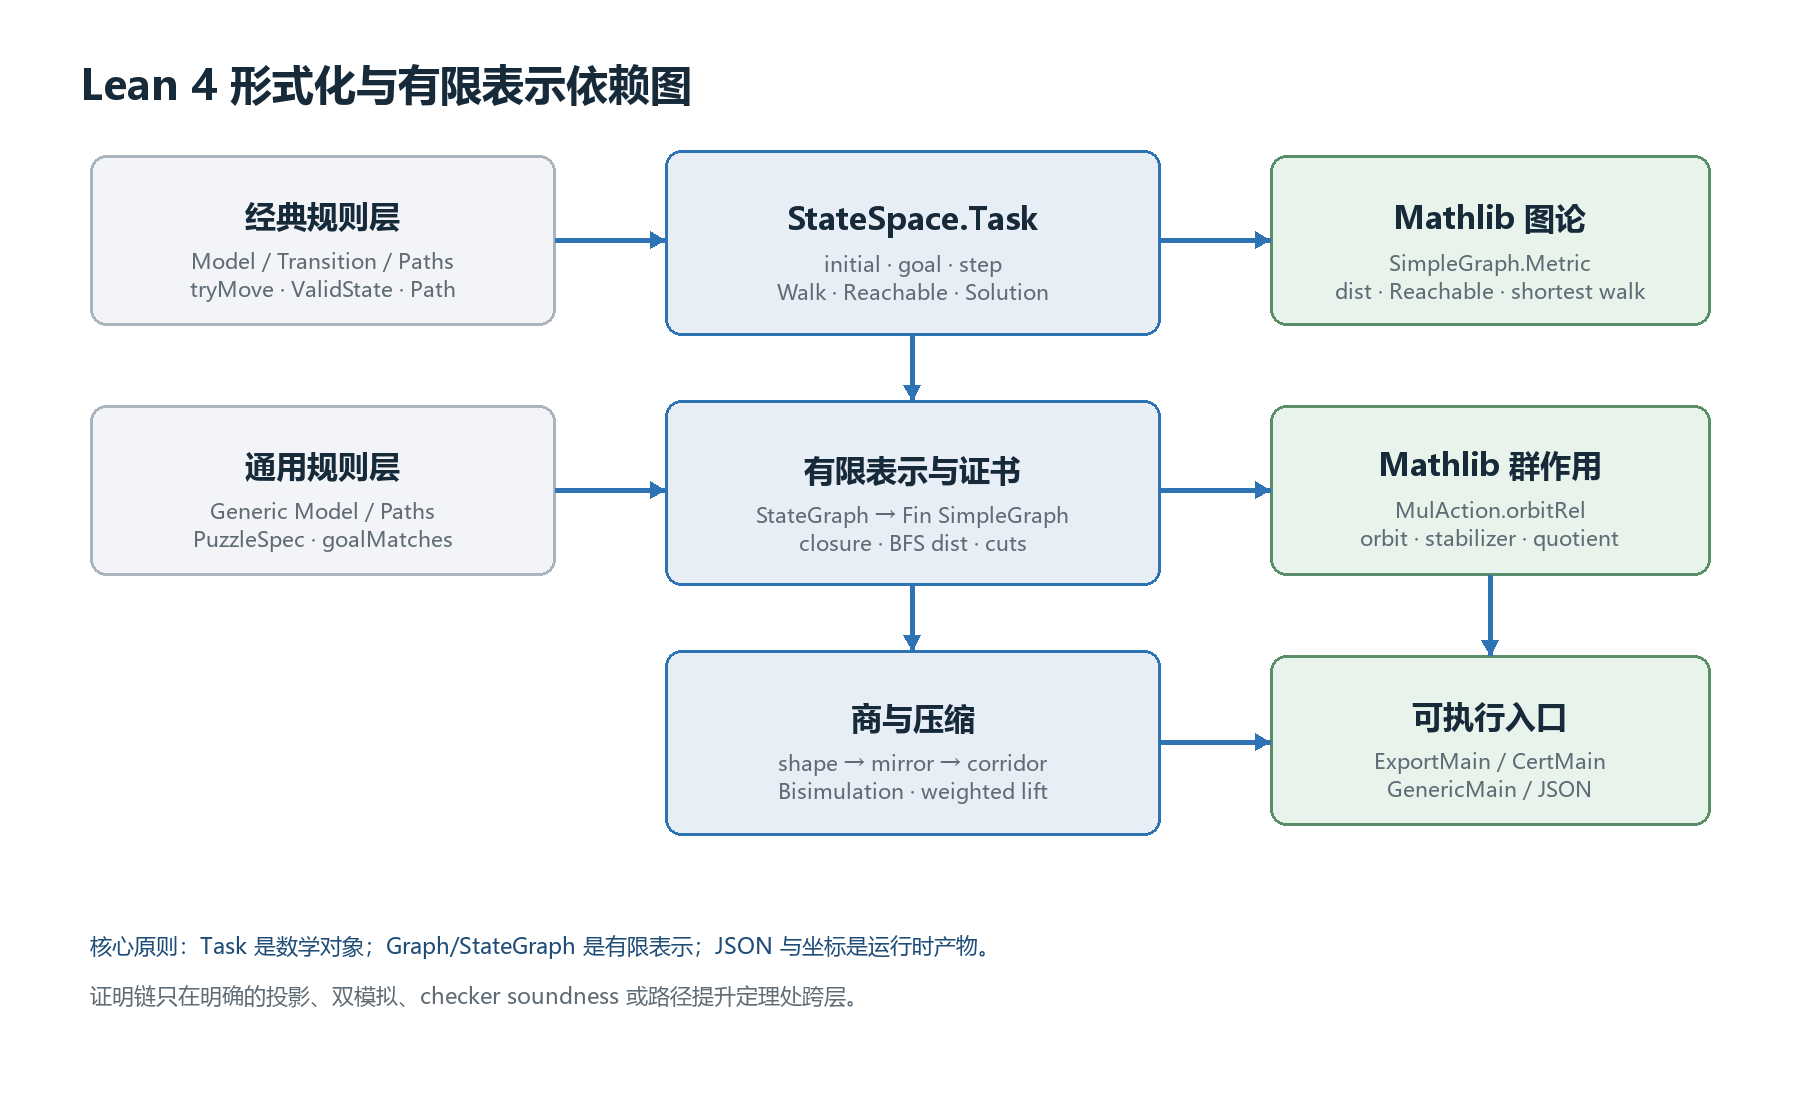 Lean 4 形式化与有限表示依赖图
经典规则层
Model / Transition / Paths
tryMove · ValidState · Path
StateSpace.Task
initial · goal · step
Walk · Reachable · Solution
Mathlib 图论
SimpleGraph.Metric
dist · Reachable · shortest walk
通用规则层
Generic Model / Paths
PuzzleSpec · goalMatches
有限表示与证书
StateGraph → Fin SimpleGraph
closure · BFS dist · cuts
Mathlib 群作用
MulAction.orbitRel
orbit · stabilizer · quotient
商与压缩
shape → mirror → corridor
Bisimulation · weighted lift
可执行入口
ExportMain / CertMain
GenericMain / JSON
核心原则：Task 是数学对象；Graph/StateGraph 是有限表示；JSON 与坐标是运行时产物。
证明链只在明确的投影、双模拟、checker soundness 或路径提升定理处跨层。